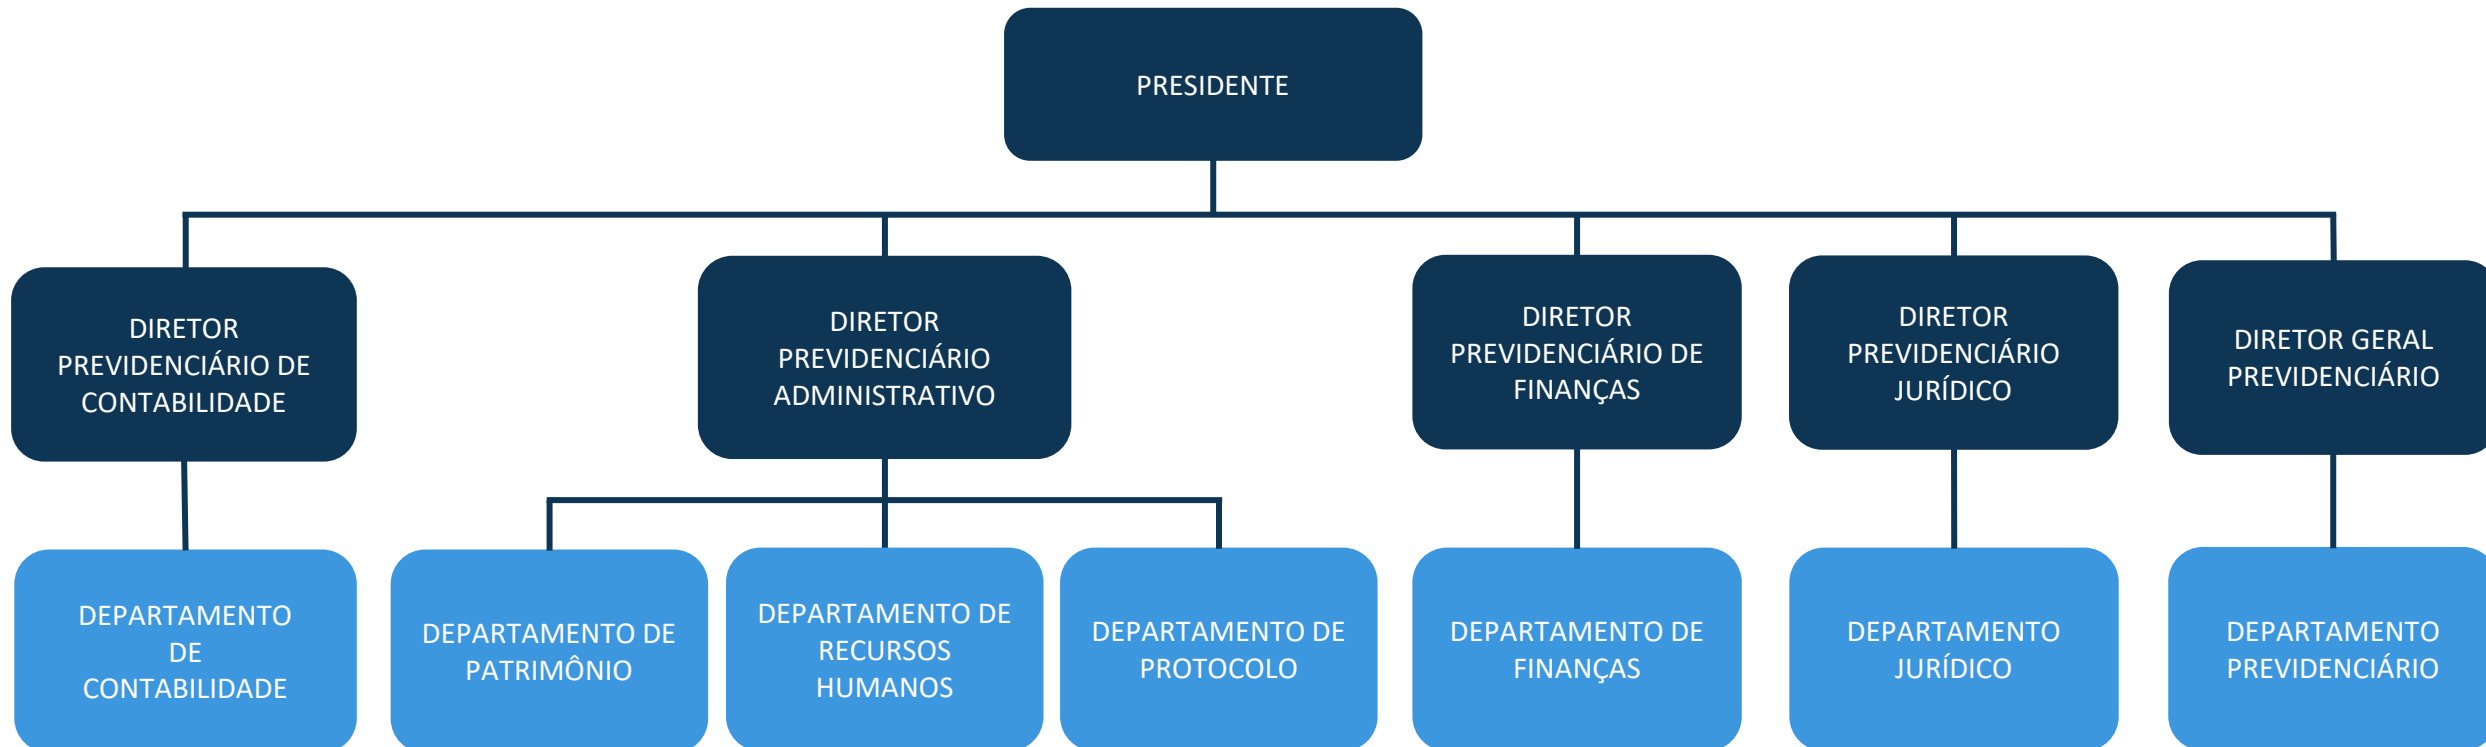 PRESIDENTE
DIRETOR
PREVIDENCIÁRIO DE
CONTABILIDADE
DIRETOR
PREVIDENCIÁRIO
ADMINISTRATIVO
DIRETOR
PREVIDENCIÁRIO DE
FINANÇAS
DIRETOR
PREVIDENCIÁRIO
JURÍDICO
DIRETOR GERAL
PREVIDENCIÁRIO
DEPARTAMENTO
DE
CONTABILIDADE
DEPARTAMENTO DE
PATRIMÔNIO
DEPARTAMENTO DE
RECURSOS
HUMANOS
DEPARTAMENTO DE
PROTOCOLO
DEPARTAMENTO DE
FINANÇAS
DEPARTAMENTO
JURÍDICO
DEPARTAMENTO
PREVIDENCIÁRIO